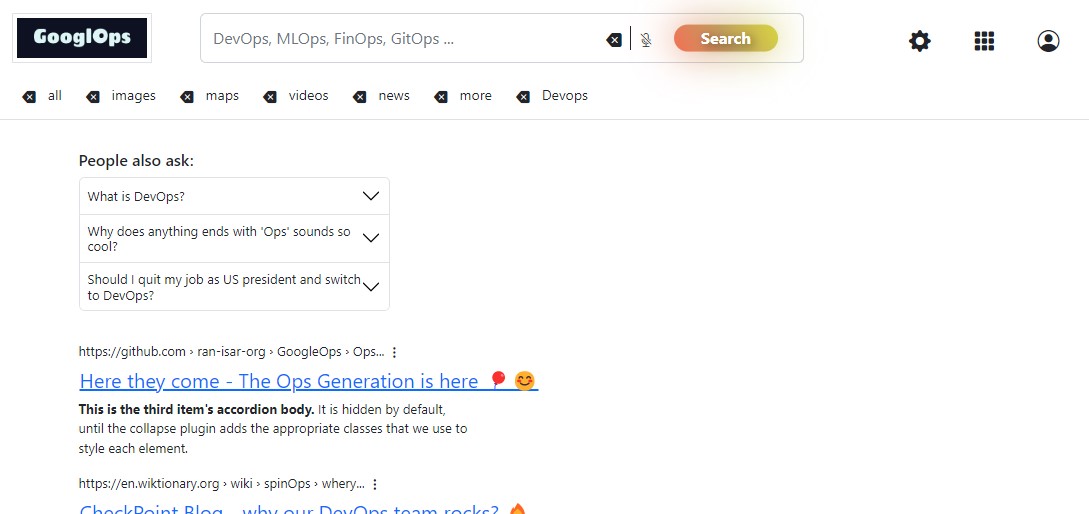 GooglOps
DevOps, MLOps, FinOps, GitOps ...
Search
all
images
maps
videos
news
more
Devops
People also ask:
What is DevOps?
Why does anything ends with 'Ops' sounds so
cool?
Should I quit my job as US president and switch
to DevOps?
https://github.com › ran-isar-org › GoogleOps › Ops...
Here they come - The Ops Generation is here 🎈 😊
This is the third item's accordion body. It is hidden by default,
until the collapse plugin adds the appropriate classes that we use to
style each element.
https://en.wiktionary.org › wiki › spinOps › whery...
CheckPoint Blog - why our DevOps team rocks? 🔥